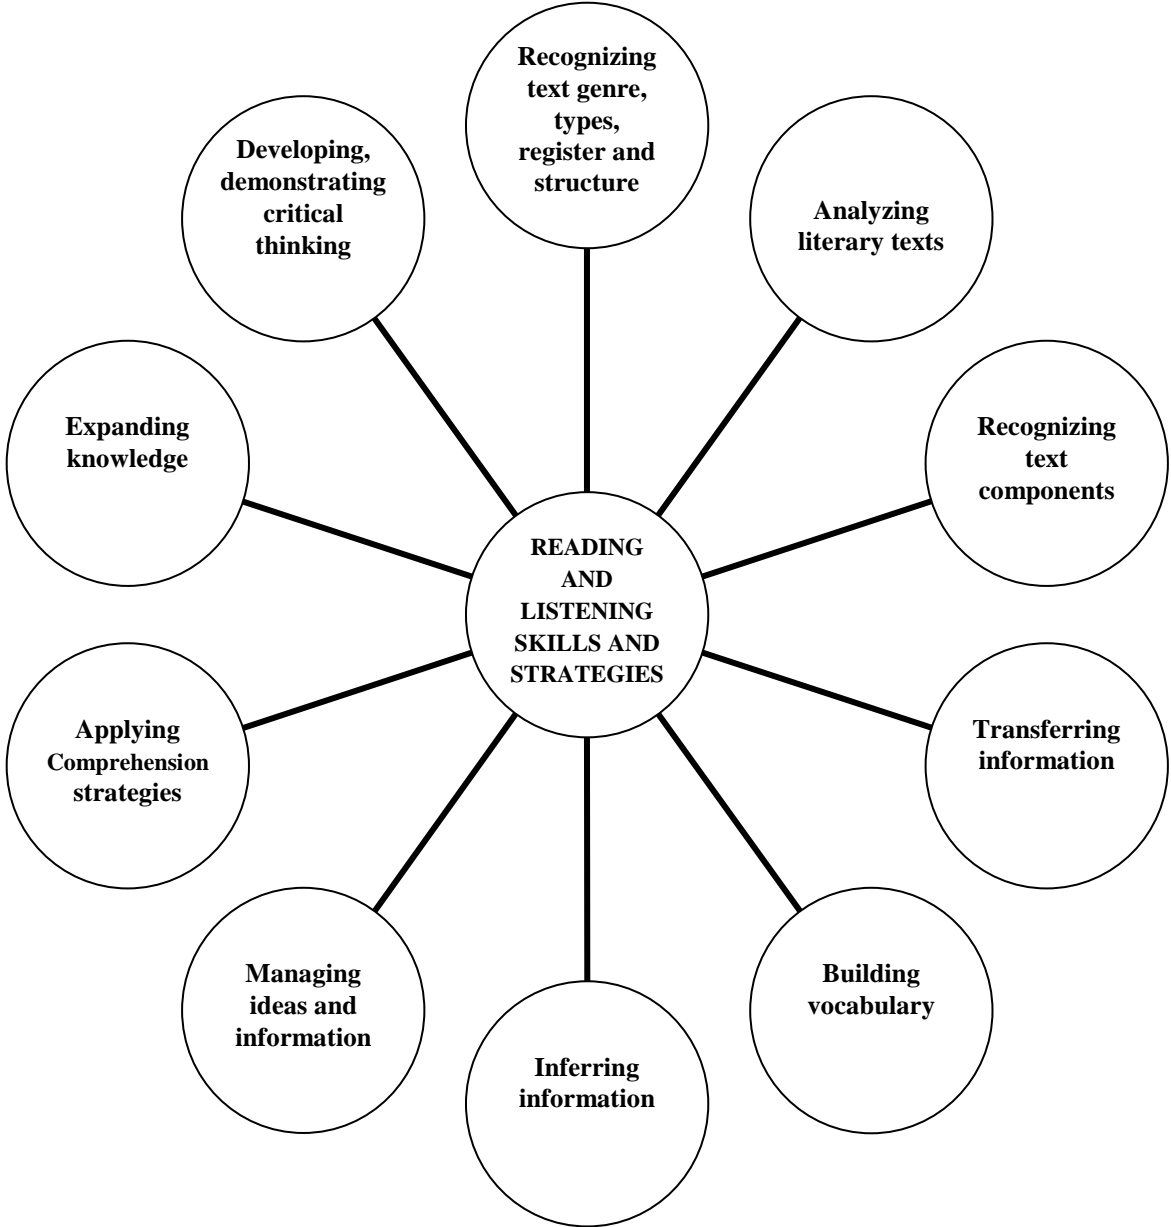 Recognizing
text genre,
types,
register and
structure
Analyzing
literary texts
Recognizing
text
components
Transferring
information
Building
vocabulary
Inferring
information
Managing
ideas and
information
Applying
Comprehension
strategies
Expanding
knowledge
Developing,
demonstrating
critical
thinking
READING
AND
LISTENING
SKILLS AND
STRATEGIES